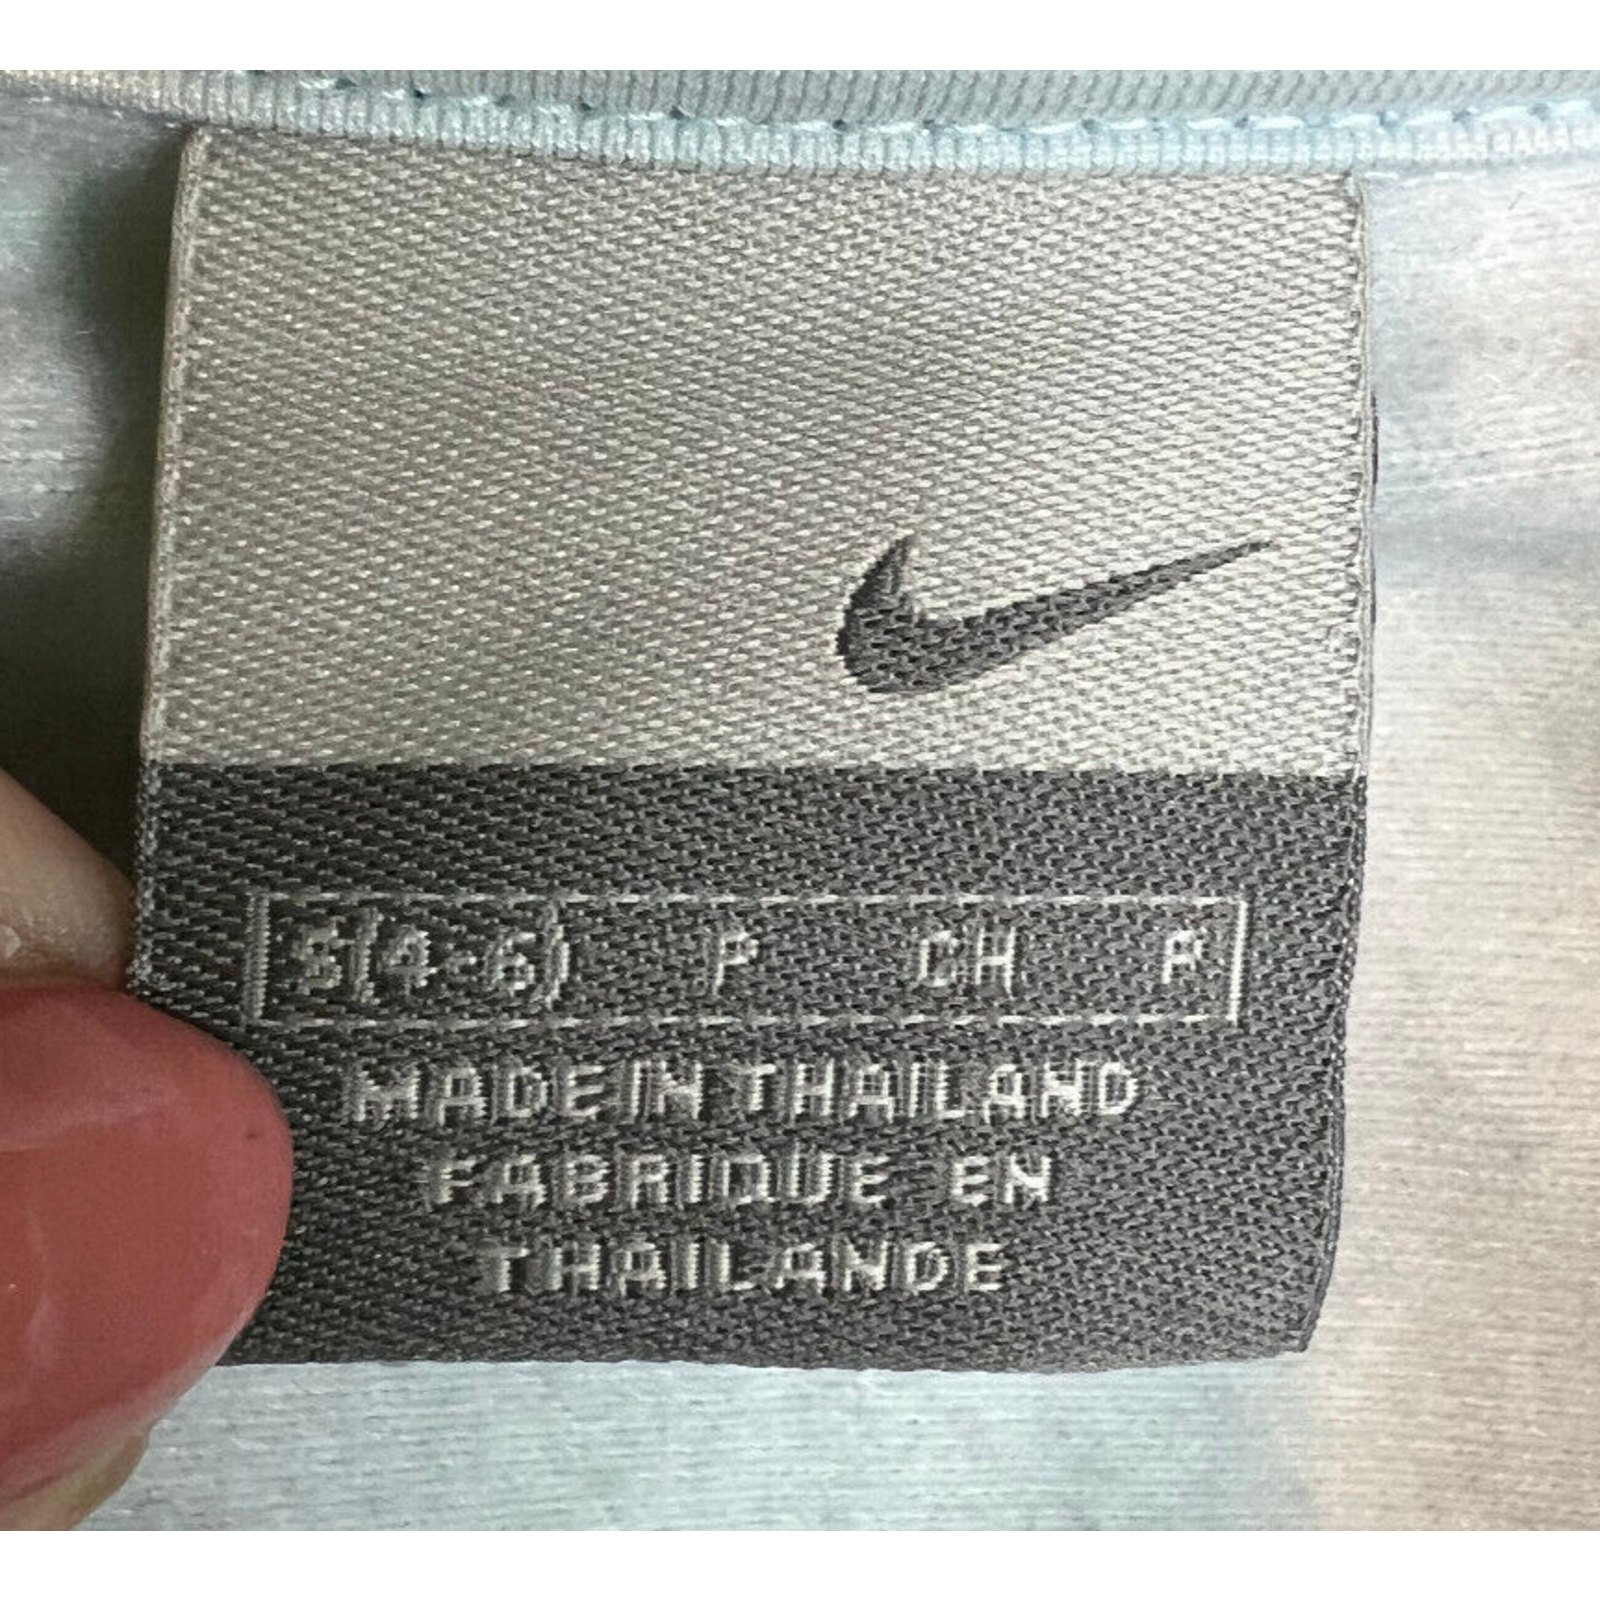 S(4-6) P CH P
MADE IN THAILAND
FABRIQUE EN
THAILANDE